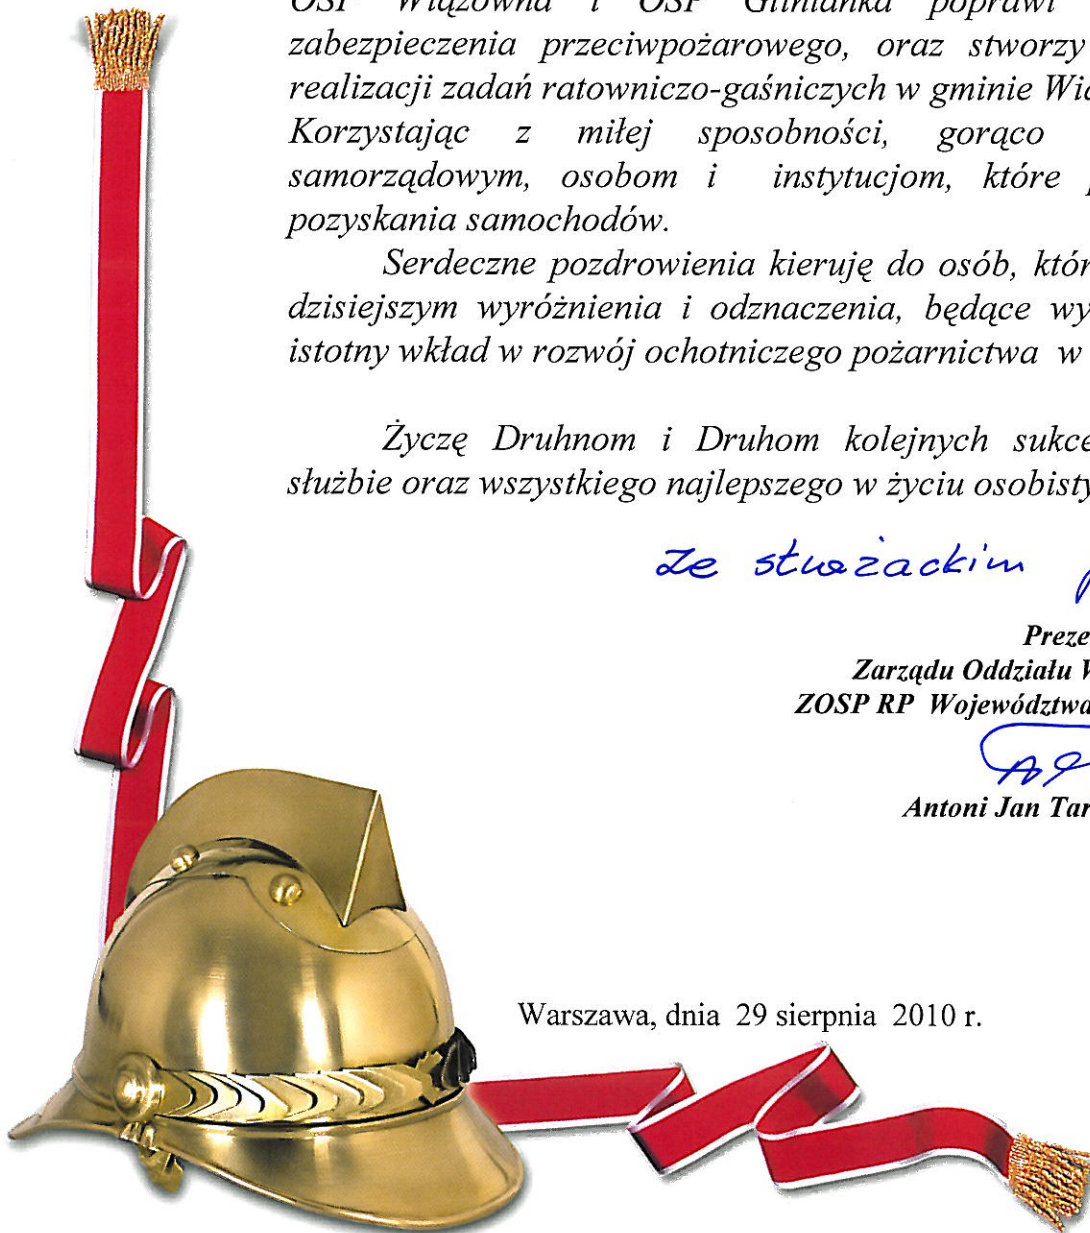 OSP Wiązowna i OSP Glinianka poprawi
zabezpieczenia przeciwpożarowego, oraz stworzy
realizacji zadań ratowniczo-gaśniczych w gminie
Korzystając z miłej sposobności, gorąco
samorządowym, osobom i instytucjom, które
pozyskania samochodów.
Serdeczne pozdrowienia kieruję do osób,
dzisiejszym wyróżnienia i odznaczenia, będące
istotny wkład w rozwój ochotniczego pożarnictwa w
Życzę Druhnom i Druhom kolejnych
służbie oraz wszystkiego najlepszego w życiu
Ze strażackim
Zarządu Oddziału
ZOSP RP Województwa
Antoni Jan
Warszawa, dnia 29 sierpnia 2010 r.